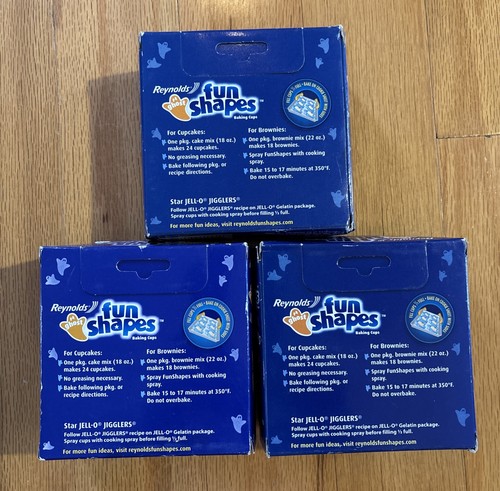 Reynolds
fun
ghost
shapes™
Baking Cups
For Cupcakes:
One pkg. cake mix (18 oz.)
makes 24 cupcakes.
No greasing necessary.
Bake following pkg. or
recipe directions.
For Brownies:
One pkg. brownie mix (22 oz.)
makes 18 brownies.
Spray FunShapes with cooking
spray.
Bake 15 to 17 minutes at 350°F.
Do not overbake.
Star JELL-O® JIGGLERS®
Follow JELL-O® JIGGLERS® recipe on JELL-O® Gelatin package.
Spray cups with cooking spray before filling ⅔ full.
For more fun ideas, visit reynoldsfunshapes.com
Reynolds
fun
ghost
shapes™
Baking Cups
For Cupcakes:
One pkg. cake mix (18 oz.)
makes 24 cupcakes.
No greasing necessary.
Bake following pkg. or
recipe directions.
For Brownies:
One pkg. brownie mix (22 oz.)
makes 18 brownies.
Spray FunShapes with cooking
spray.
Bake 15 to 17 minutes at 350°F.
Do not overbake.
Star JELL-O® JIGGLERS®
Follow JELL-O® JIGGLERS® recipe on JELL-O® Gelatin package.
Spray cups with cooking spray before filling ⅔ full.
For more fun ideas, visit reynoldsfunshapes.com
Reynolds
fun
ghost
shapes™
Baking Cups
For Cupcakes:
One pkg. cake mix (18 oz.)
makes 24 cupcakes.
No greasing necessary.
Bake following pkg. or
recipe directions.
For Brownies:
One pkg. brownie mix (22 oz.)
makes 18 brownies.
Spray FunShapes with cooking
spray.
Bake 15 to 17 minutes at 350°F.
Do not overbake.
Star JELL-O® JIGGLERS®
Follow JELL-O® JIGGLERS® recipe on JELL-O® Gelatin package.
Spray cups with cooking spray before filling ⅔ full.
For more fun ideas, visit reynoldsfunshapes.com